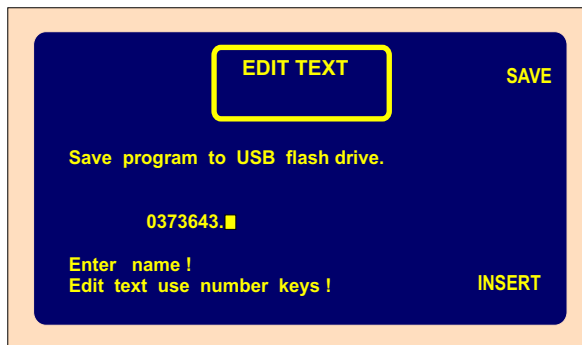 EDIT TEXT
SAVE
Save program to USB flash drive.
0373643.
Enter name !
Edit text use number keys !
INSERT